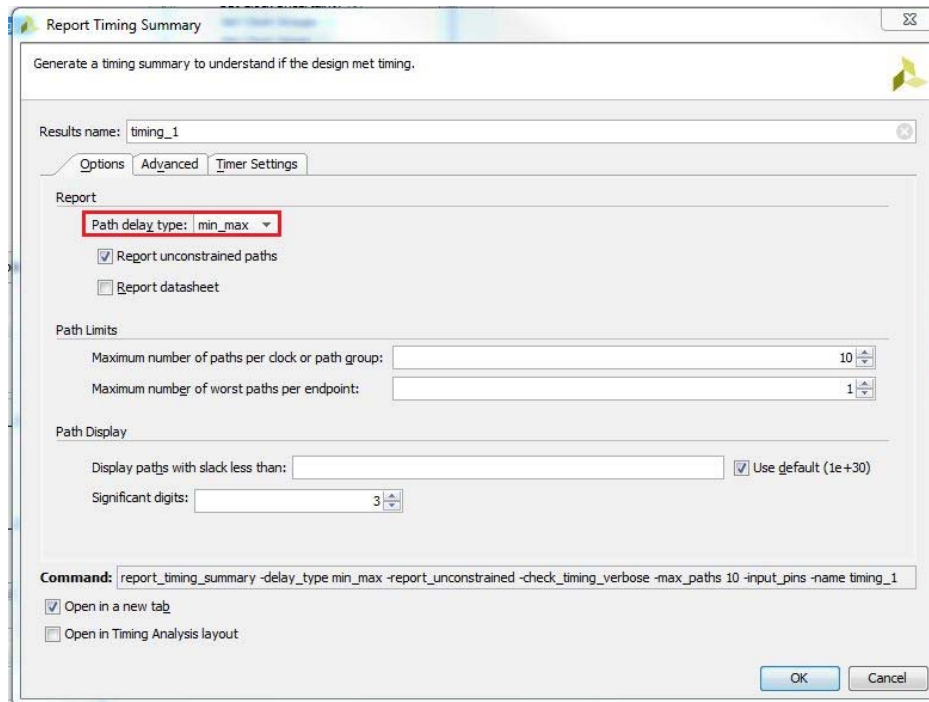 Report Timing Summary
Generate a timing summary to understand if the design met timing.
Results name: timing_1
Options Advanced Timer Settings
Report
Path delay type: min_max
Report unconstrained paths
Report datasheet
Path Limits
Maximum number of paths per clock or path group: 10
Maximum number of worst paths per endpoint: 1
Path Display
Display paths with slack less than: Use default (1e+30)
Significant digits: 3
Command: report_timing_summary -delay_type min_max -report_unconstrained -check_timing_verbose -max_paths 10 -input_pins -name timing_1
Open in a new tab
Open in Timing Analysis layout
OK Cancel